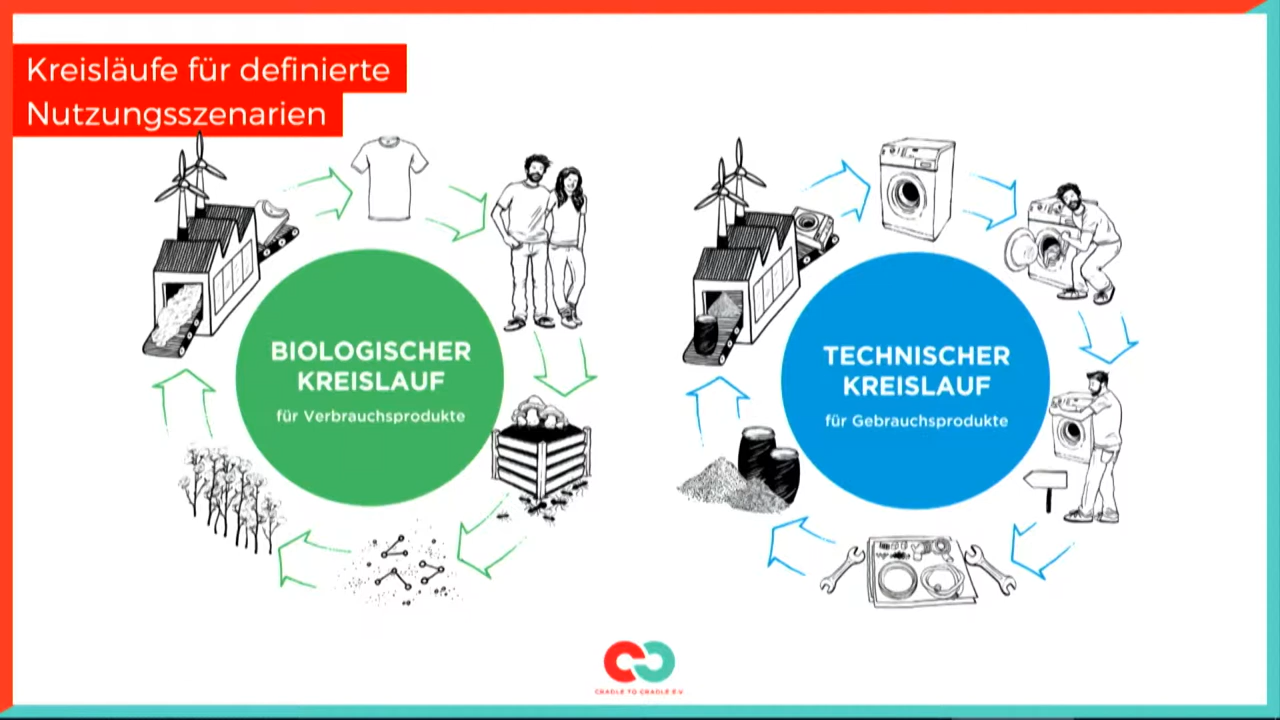 Kreisläufe für definierte
Nutzungsszenarien
BIOLOGISCHER
KREISLAUF
für Verbrauchsprodukte
TECHNISCHER
KREISLAUF
für Gebrauchsprodukte
CRADLE TO CRADLE E.V.